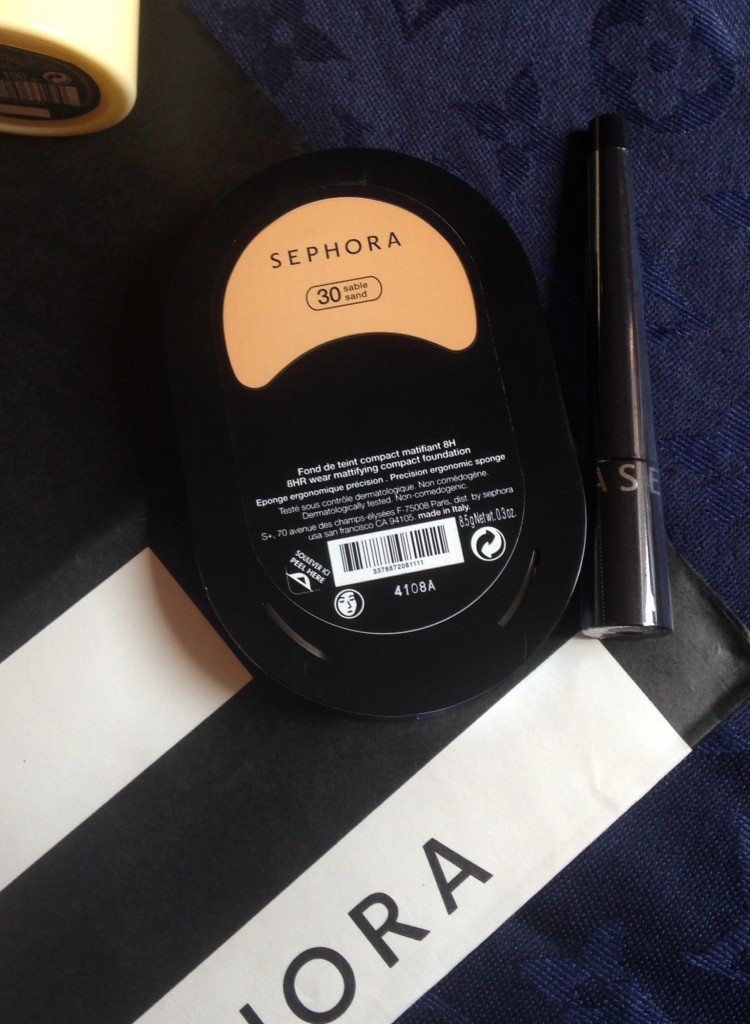 SEPHORA
30 sable
sand
Fond de teint compact matifiant 8H
8HR wear mattifying compact foundation
Eponge ergonomique précision . Precision ergonomic sponge
Testé sous contrôle dermatologique. Non comédogène.
Dermatologically tested. Non-comedogenic.
S+, 70 avenue des champs-élysées F-75008 Paris, dist. by sephora
usa san francisco CA 94105. made in Italy.
8.5g Net wt. 0.3 oz.
SOULEVER ICI
PEEL HERE
3378872081111
4108A
ASE
HORA